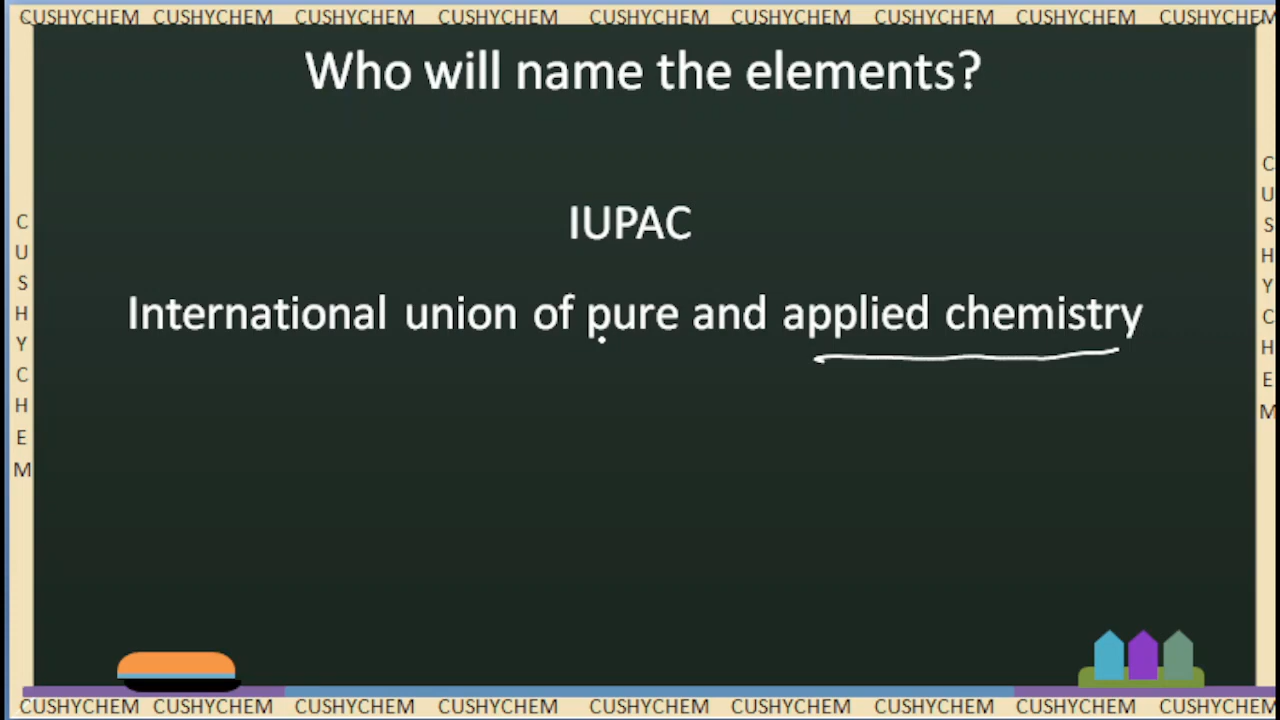 CUSHYCHEM CUSHYCHEM CUSHYCHEM CUSHYCHEM CUSHYCHEM CUSHYCHEM CUSHYCHEM CUSHYCHEM CUSHYCHEM
Who will name the elements?
IUPAC
International union of pure and applied chemistry
CUSHYCHEM
CUSHYCHEM
CUSHYCHEM CUSHYCHEM CUSHYCHEM CUSHYCHEM CUSHYCHEM CUSHYCHEM CUSHYCHEM CUSHYCHEM CUSHYCHEM